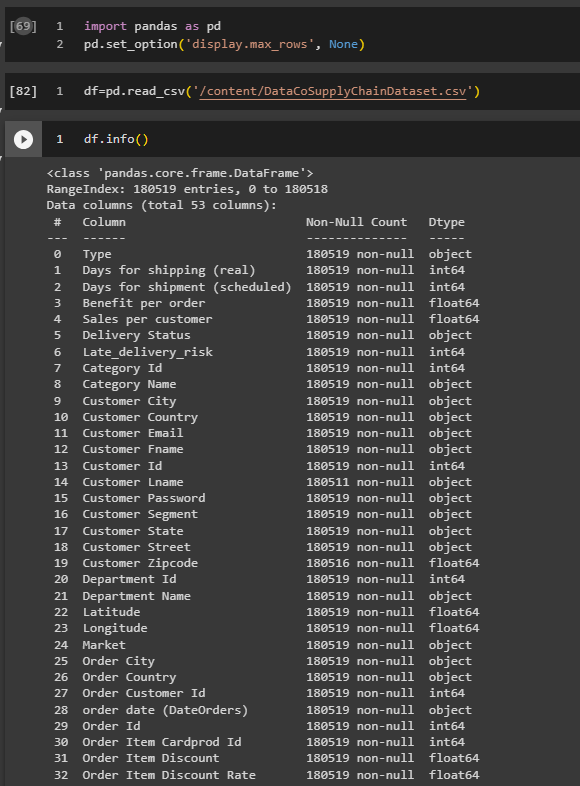 [69] 1 import pandas as pd
2 pd.set_option('display.max_rows', None)
[82] 1 df=pd.read_csv('/content/DataCoSupplyChainDataset.csv')
1 df.info()
<class 'pandas.core.frame.DataFrame'>
RangeIndex: 180519 entries, 0 to 180518
Data columns (total 53 columns):
 #   Column                         Non-Null Count   Dtype
---  ------                         --------------   -----
 0   Type                           180519 non-null  object
 1   Days for shipping (real)       180519 non-null  int64
 2   Days for shipment (scheduled)  180519 non-null  int64
 3   Benefit per order              180519 non-null  float64
 4   Sales per customer             180519 non-null  float64
 5   Delivery Status                180519 non-null  object
 6   Late_delivery_risk             180519 non-null  int64
 7   Category Id                    180519 non-null  int64
 8   Category Name                  180519 non-null  object
 9   Customer City                  180519 non-null  object
 10  Customer Country               180519 non-null  object
 11  Customer Email                 180519 non-null  object
 12  Customer Fname                 180519 non-null  object
 13  Customer Id                    180519 non-null  int64
 14  Customer Lname                 180511 non-null  object
 15  Customer Password              180519 non-null  object
 16  Customer Segment               180519 non-null  object
 17  Customer State                 180519 non-null  object
 18  Customer Street                180519 non-null  object
 19  Customer Zipcode               180516 non-null  float64
 20  Department Id                  180519 non-null  int64
 21  Department Name                180519 non-null  object
 22  Latitude                       180519 non-null  float64
 23  Longitude                      180519 non-null  float64
 24  Market                         180519 non-null  object
 25  Order City                     180519 non-null  object
 26  Order Country                  180519 non-null  object
 27  Order Customer Id              180519 non-null  int64
 28  order date (DateOrders)        180519 non-null  object
 29  Order Id                       180519 non-null  int64
 30  Order Item Cardprod Id         180519 non-null  int64
 31  Order Item Discount            180519 non-null  float64
 32  Order Item Discount Rate       180519 non-null  float64